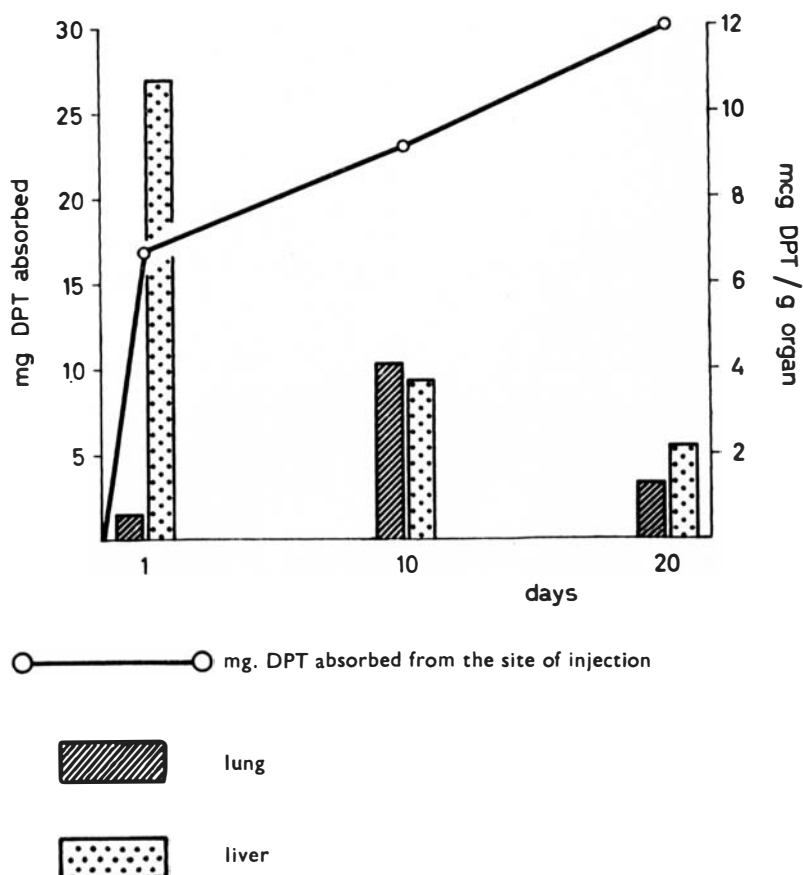 30
25
20
15
10
5
mg DPT absorbed
12
10
8
6
4
2
mcg DPT / g organ
1
10
20
days
mg. DPT absorbed from the site of injection
lung
liver